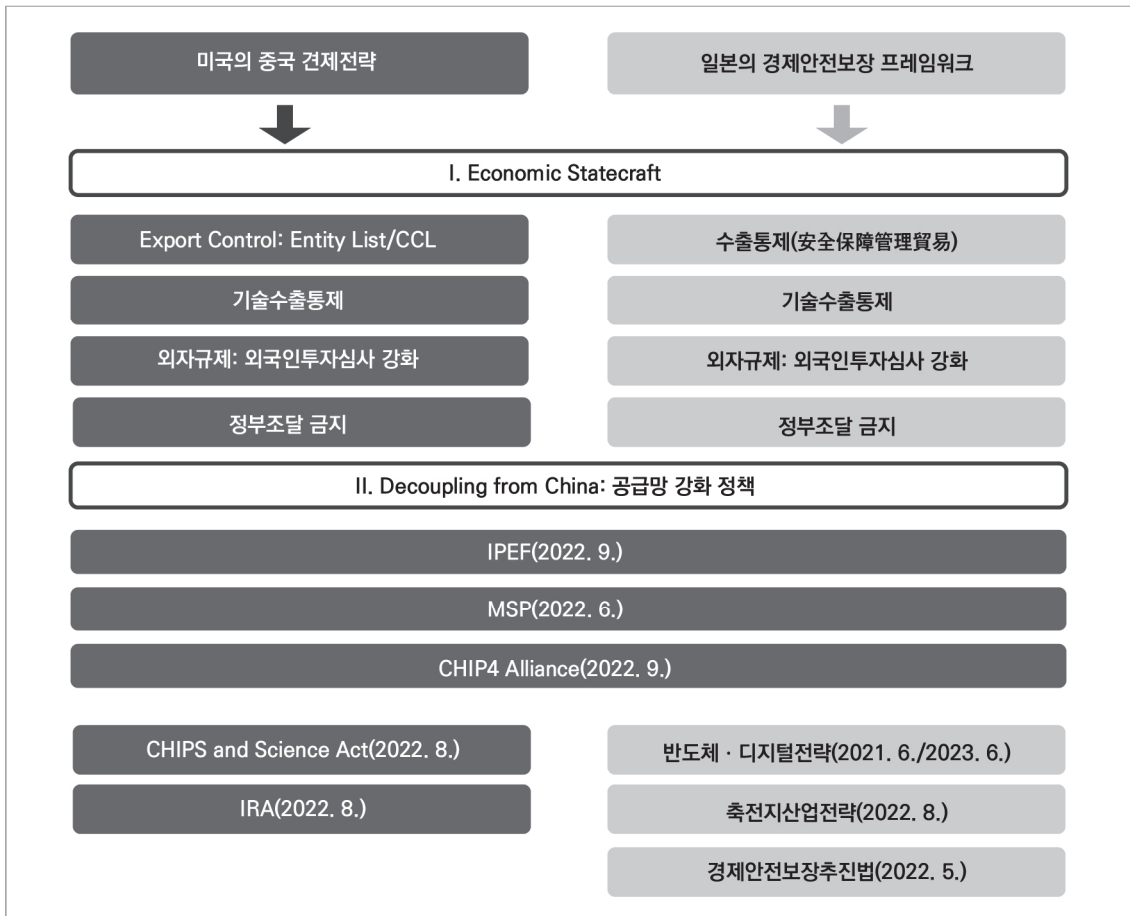 미국의 중국 견제전략
일본의 경제안전보장 프레임워크
I. Economic Statecraft
Export Control: Entity List/CCL
수출통제(安全保障管理貿易)
기술수출통제
기술수출통제
외자규제: 외국인투자심사 강화
외자규제: 외국인투자심사 강화
정부조달 금지
정부조달 금지
II. Decoupling from China: 공급망 강화 정책
IPEF(2022. 9.)
MSP(2022. 6.)
CHIP4 Alliance(2022. 9.)
CHIPS and Science Act(2022. 8.)
반도체·디지털전략(2021. 6./2023. 6.)
IRA(2022. 8.)
축전지산업전략(2022. 8.)
경제안전보장추진법(2022. 5.)